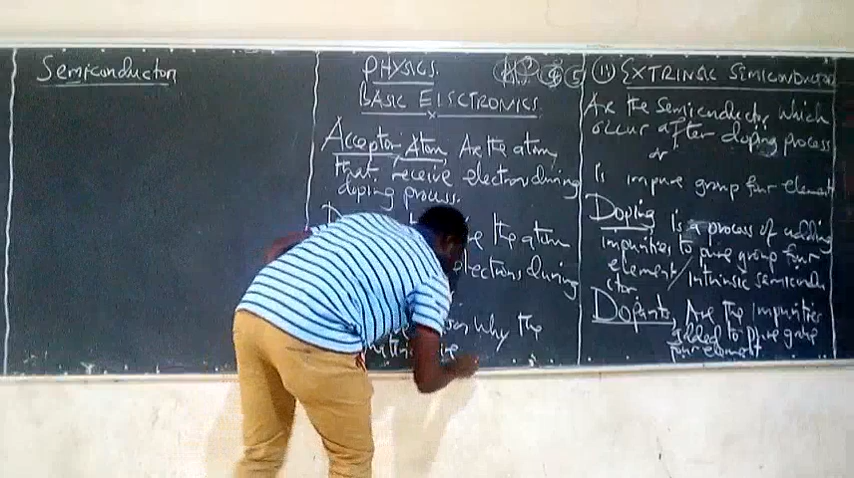 Semiconductor
PHYSICS.
BASIC ELECTRONICS
Acceptor Atom, Are the atom,
that receive electron during
doping process.
the atom
electrons during
why the
(11) EXTRINSIC SEMICONDUCTOR
Are the Semiconductor which
occur after doping process
or
Is impure group four element
Doping Is a process of adding
impurities to pure group four
element / intrinsic semicondu
ctor
Dopants, Are the impurities
added to pure group
four element